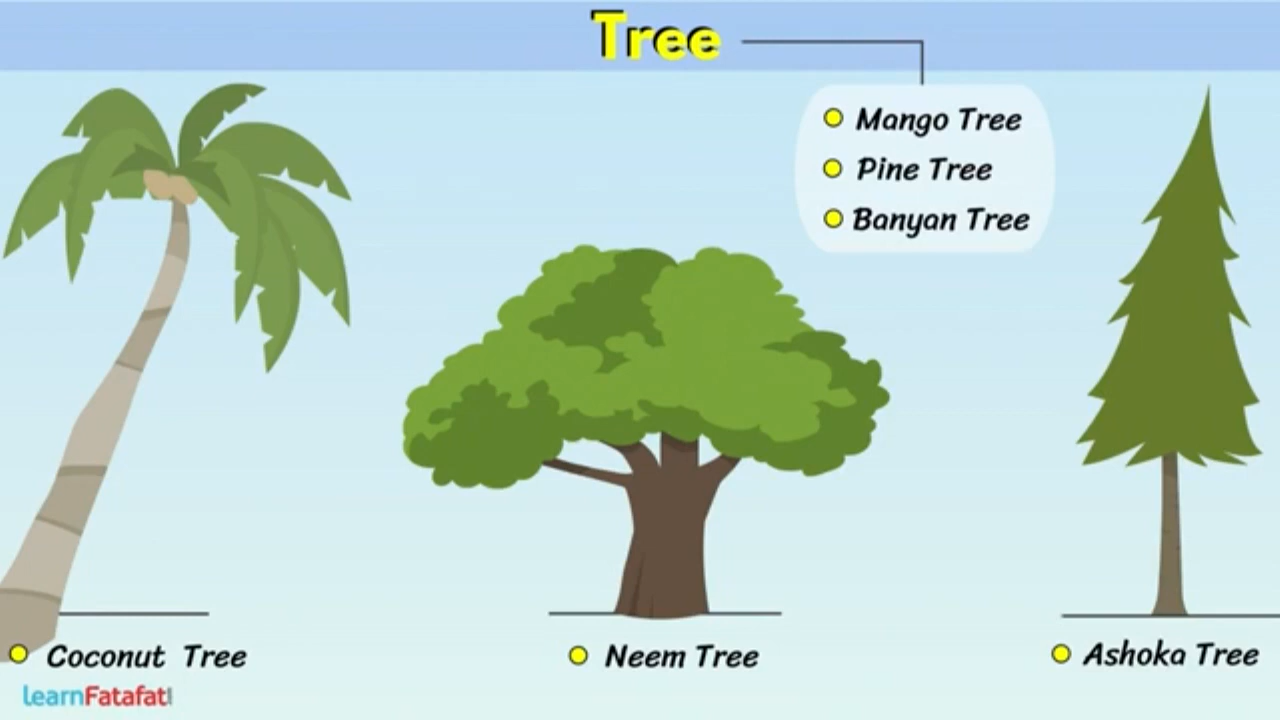 Tree
Mango Tree
Pine Tree
Banyan Tree
Coconut Tree
Neem Tree
Ashoka Tree
learnFatafat